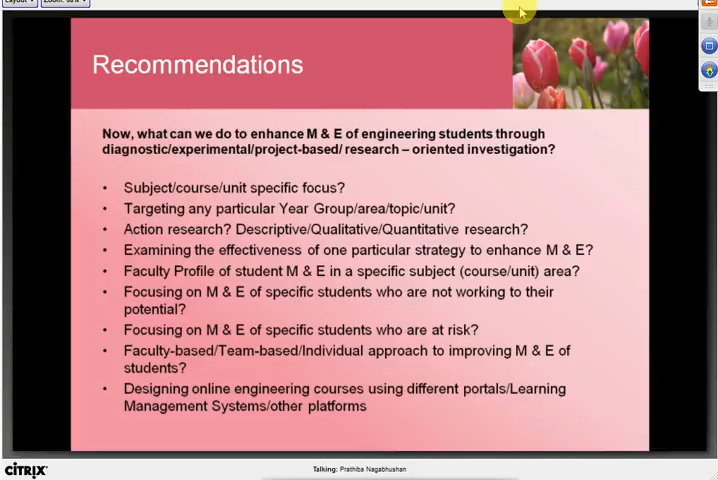 Layout
Zoom: 80%
Recommendations
Now, what can we do to enhance M & E of engineering students through
diagnostic/experimental/project-based/ research – oriented investigation?
• Subject/course/unit specific focus?
• Targeting any particular Year Group/area/topic/unit?
• Action research? Descriptive/Qualitative/Quantitative research?
• Examining the effectiveness of one particular strategy to enhance M & E?
• Faculty Profile of student M & E in a specific subject (course/unit) area?
• Focusing on M & E of specific students who are not working to their
potential?
• Focusing on M & E of specific students who are at risk?
• Faculty-based/Team-based/Individual approach to improving M & E of
students?
• Designing online engineering courses using different portals/Learning
Management Systems/other platforms
CITRIX
Talking: Prathiba Nagabhushan